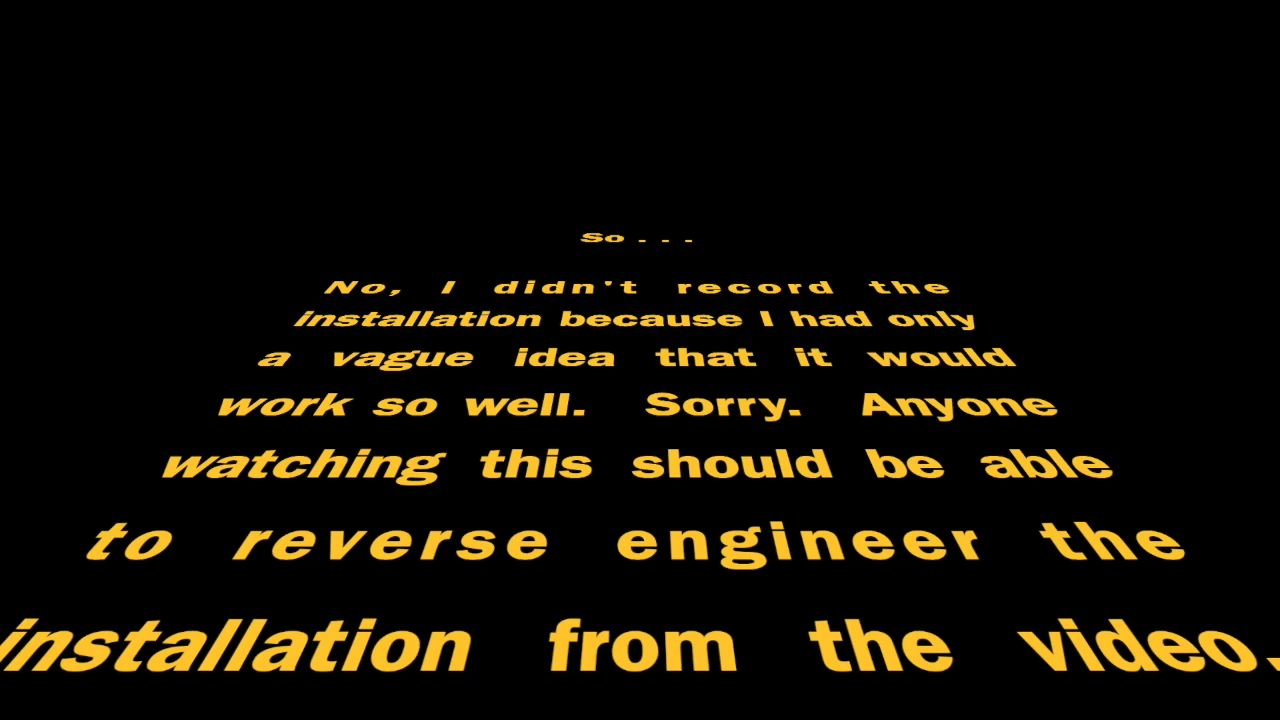 So . . .
No, I didn't record the
installation because I had only
a vague idea that it would
work so well. Sorry. Anyone
watching this should be able
to reverse engineer the
installation from the video.